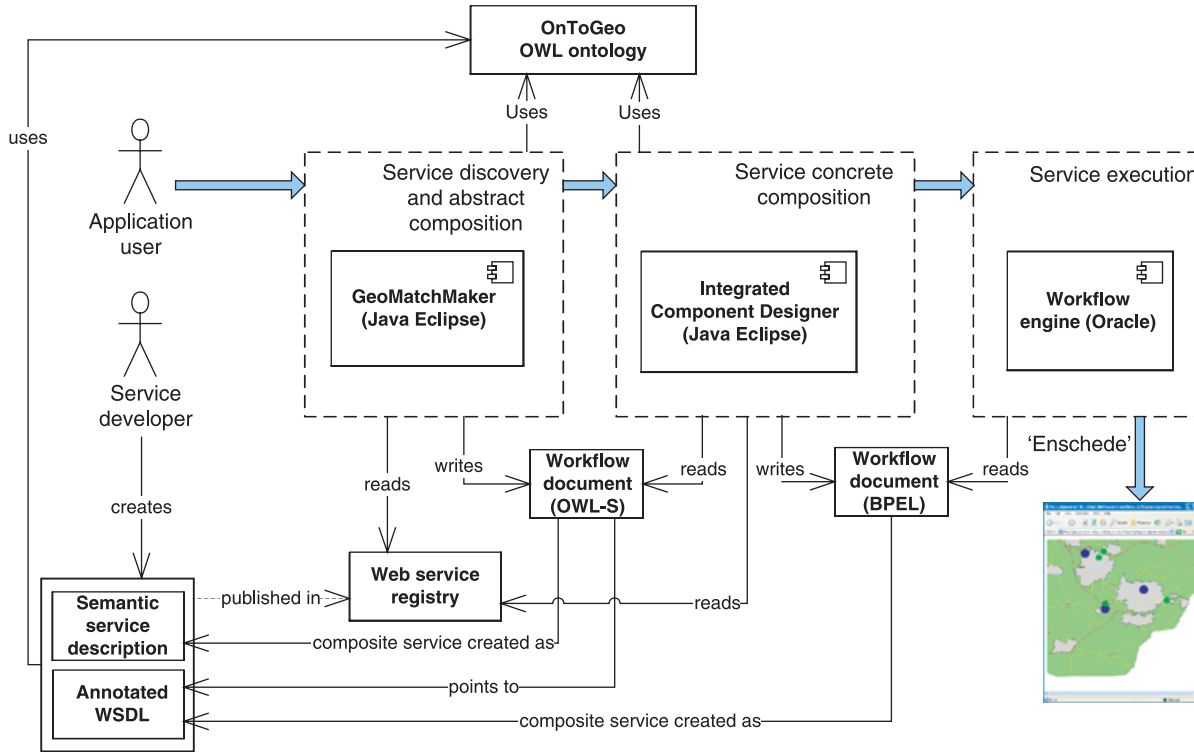 OnToGeo
OWL ontology
uses
Uses
Uses
Application
user
Service discovery
and abstract
composition
Service concrete
composition
Service execution
GeoMatchMaker
(Java Eclipse)
Integrated
Component Designer
(Java Eclipse)
Workflow
engine (Oracle)
Service
developer
creates
reads
writes
Workflow
document
(OWL-S)
reads
writes
Workflow
document
(BPEL)
reads
'Enschede'
Web service
registry
reads
published in
Semantic
service
description
composite service created as
Annotated
WSDL
points to
composite service created as